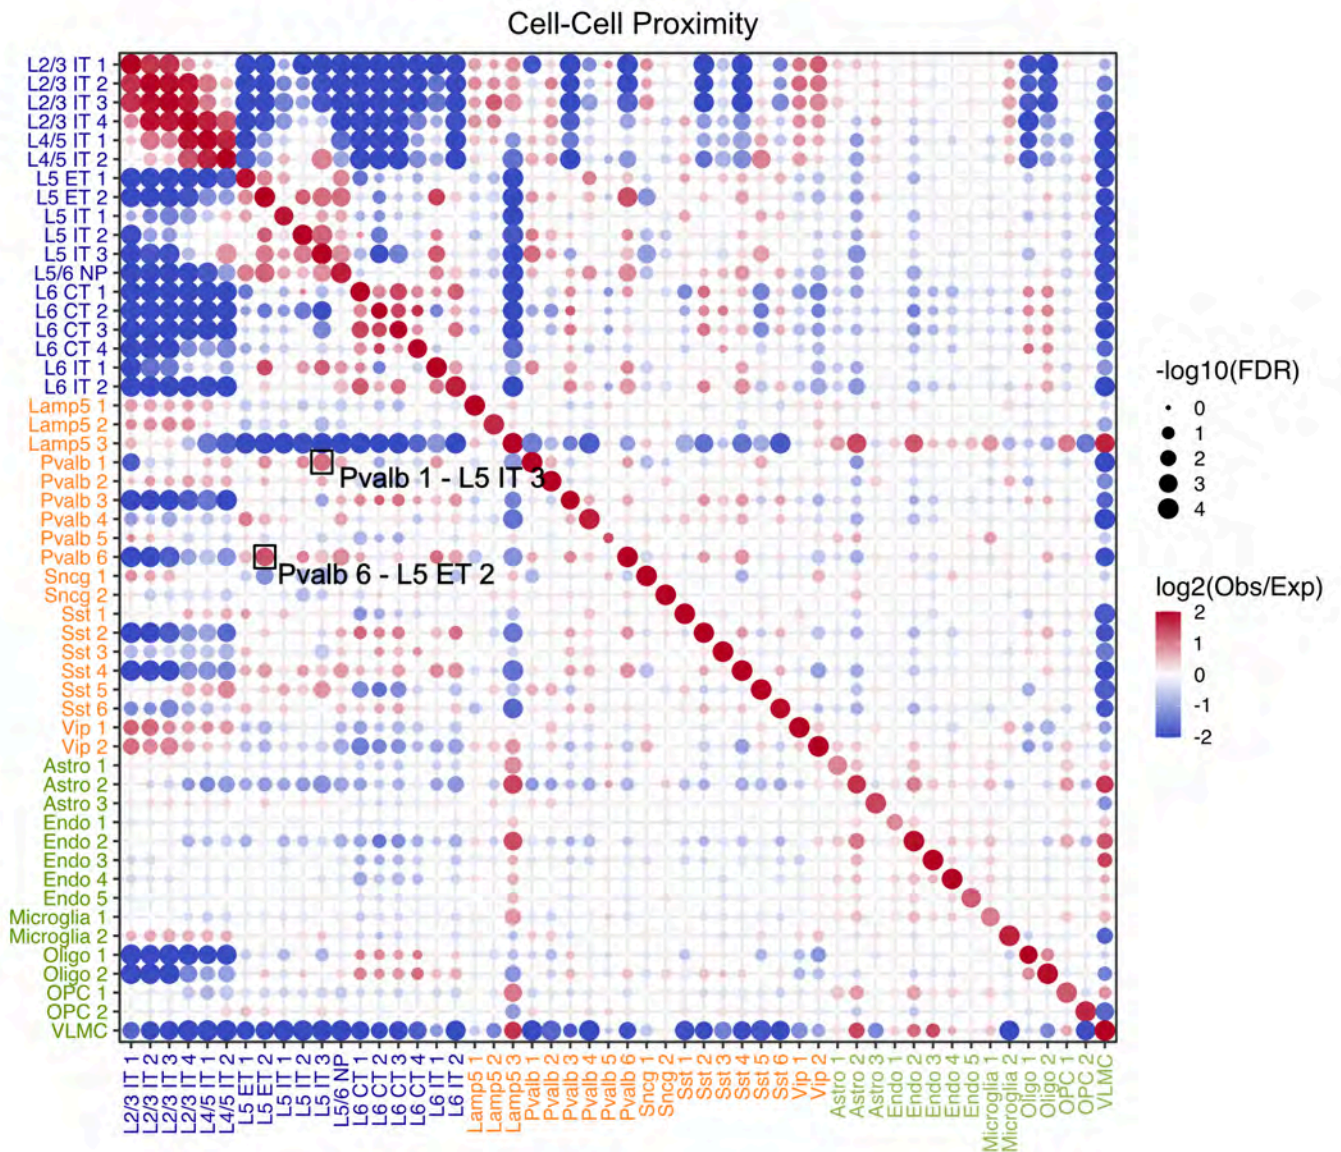 Cell-Cell Proximity
L2/3 IT 1
L2/3 IT 2
L2/3 IT 3
L2/3 IT 4
L4/5 IT 1
L4/5 IT 2
L5 ET 1
L5 ET 2
L5 IT 1
L5 IT 2
L5 IT 3
L5/6 NP
L6 CT 1
L6 CT 2
L6 CT 3
L6 CT 4
L6 IT 1
L6 IT 2
Lamp5 1
Lamp5 2
Lamp5 3
Pvalb 1
Pvalb 2
Pvalb 3
Pvalb 4
Pvalb 5
Pvalb 6
Sncg 1
Sncg 2
Sst 1
Sst 2
Sst 3
Sst 4
Sst 5
Sst 6
Vip 1
Vip 2
Astro 1
Astro 2
Astro 3
Endo 1
Endo 2
Endo 3
Endo 4
Endo 5
Microglia 1
Microglia 2
Oligo 1
Oligo 2
OPC 1
OPC 2
VLMC
Pvalb 1 - L5 IT 3
Pvalb 6 - L5 ET 2
L2/3 IT 1
L2/3 IT 2
L2/3 IT 3
L2/3 IT 4
L4/5 IT 1
L4/5 IT 2
L5 ET 1
L5 ET 2
L5 IT 1
L5 IT 2
L5 IT 3
L5/6 NP
L6 CT 1
L6 CT 2
L6 CT 3
L6 CT 4
L6 IT 1
L6 IT 2
Lamp5 1
Lamp5 2
Lamp5 3
Pvalb 1
Pvalb 2
Pvalb 3
Pvalb 4
Pvalb 5
Pvalb 6
Sncg 1
Sncg 2
Sst 1
Sst 2
Sst 3
Sst 4
Sst 5
Sst 6
Vip 1
Vip 2
Astro 1
Astro 2
Astro 3
Endo 1
Endo 2
Endo 3
Endo 4
Endo 5
Microglia 1
Microglia 2
Oligo 1
Oligo 2
OPC 1
OPC 2
VLMC
-log10(FDR)
0
1
2
3
4
log2(Obs/Exp)
2
1
0
-1
-2